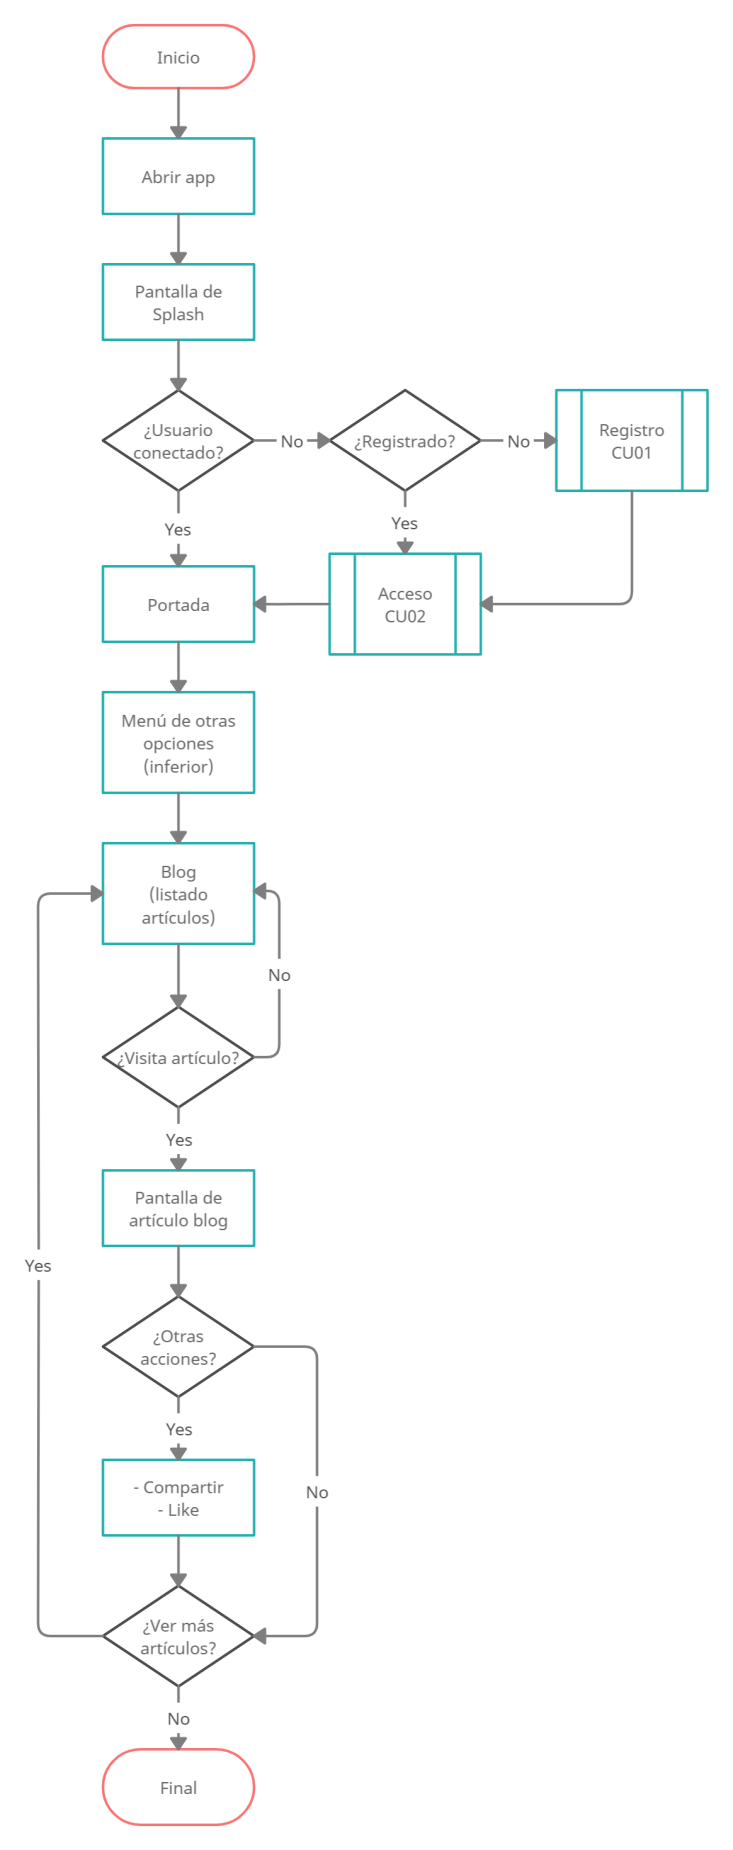 Inicio
Abrir app
Pantalla de
Splash
¿Usuario
conectado?
No
¿Registrado?
No
Registro
CU01
Yes
Yes
Portada
Acceso
CU02
Menú de otras
opciones
(inferior)
Blog
(listado
artículos)
No
¿Visita artículo?
Yes
Pantalla de
artículo blog
Yes
¿Otras
acciones?
Yes
- Compartir
- Like
No
¿Ver más
artículos?
No
Final